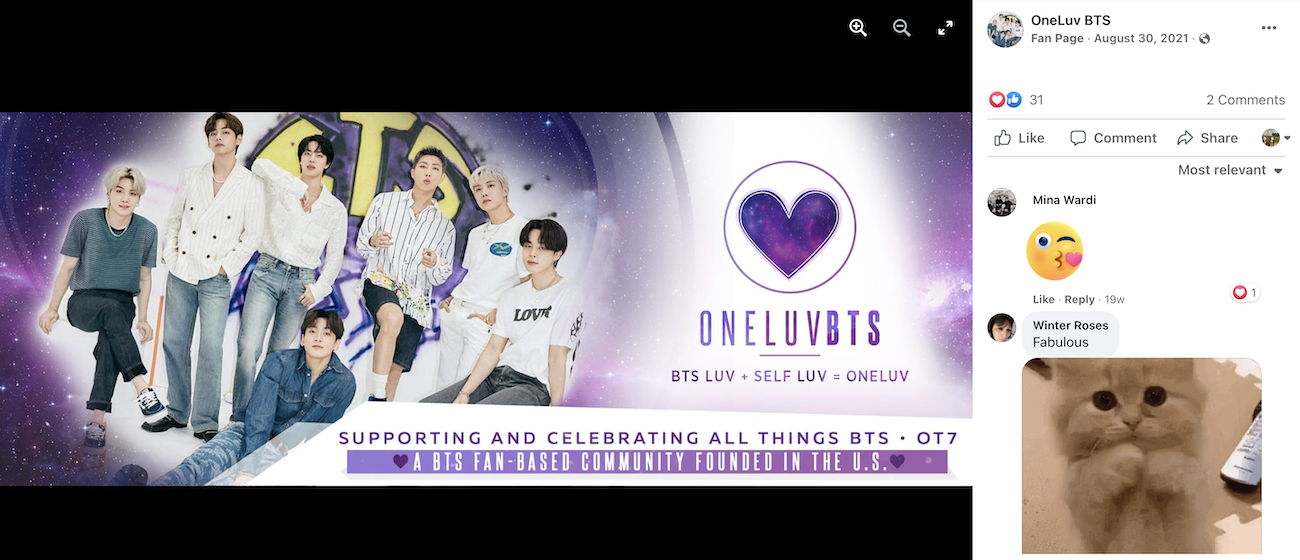 BTS
LOVE
ONELUVBTS
BTS LUV + SELF LUV = ONELUV
SUPPORTING AND CELEBRATING ALL THINGS BTS • OT7
A BTS FAN-BASED COMMUNITY FOUNDED IN THE U.S.
OneLuv BTS
Fan Page · August 30, 2021 ·
31
2 Comments
Like
Comment
Share
Most relevant
Mina Wardi
Like · Reply · 19w
1
Winter Roses
Fabulous